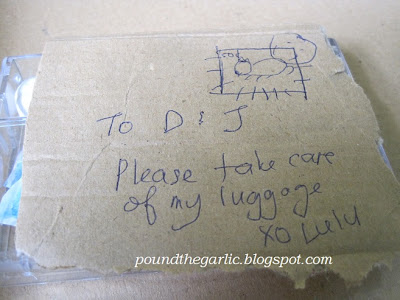 To D & J
Please take care
of my luggage
xo Lulu
poundthegarlic.blogspot.com